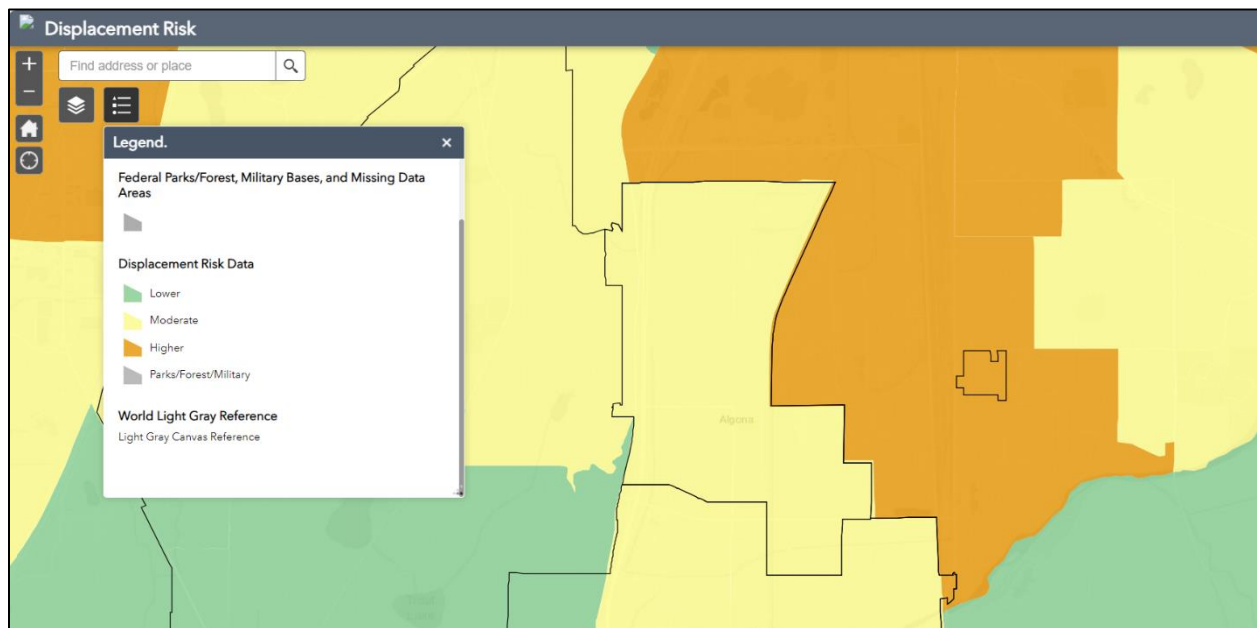 Displacement Risk
Find address or place
Legend.
Federal Parks/Forest, Military Bases, and Missing Data
Areas
Displacement Risk Data
Lower
Moderate
Higher
Parks/Forest/Military
World Light Gray Reference
Light Gray Canvas Reference
Algona